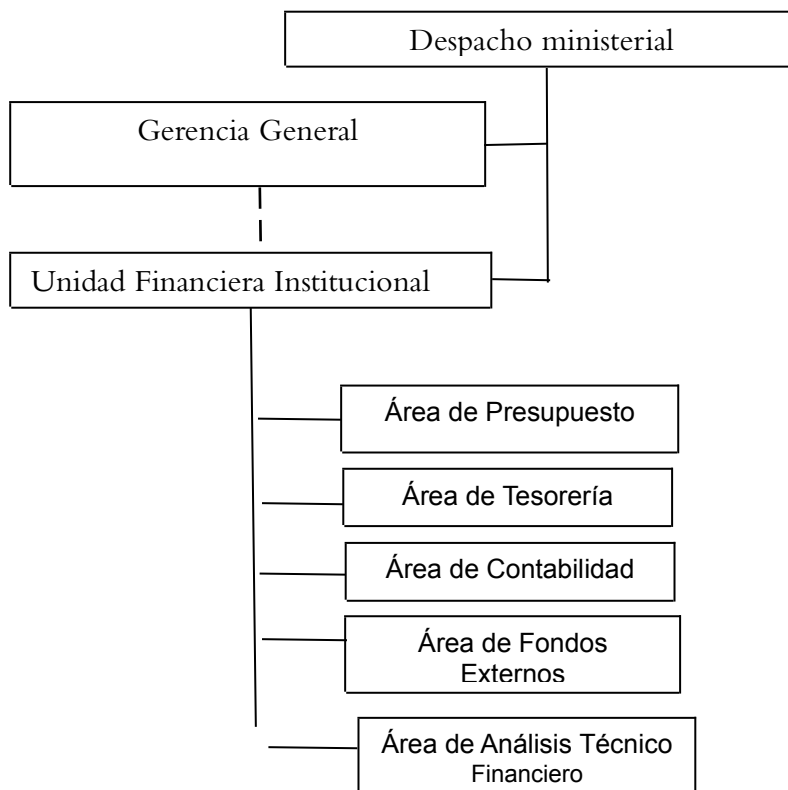 Despacho ministerial
Gerencia General
Unidad Financiera Institucional
Área de Presupuesto
Área de Tesorería
Área de Contabilidad
Área de Fondos
Externos
Área de Análisis Técnico
Financiero